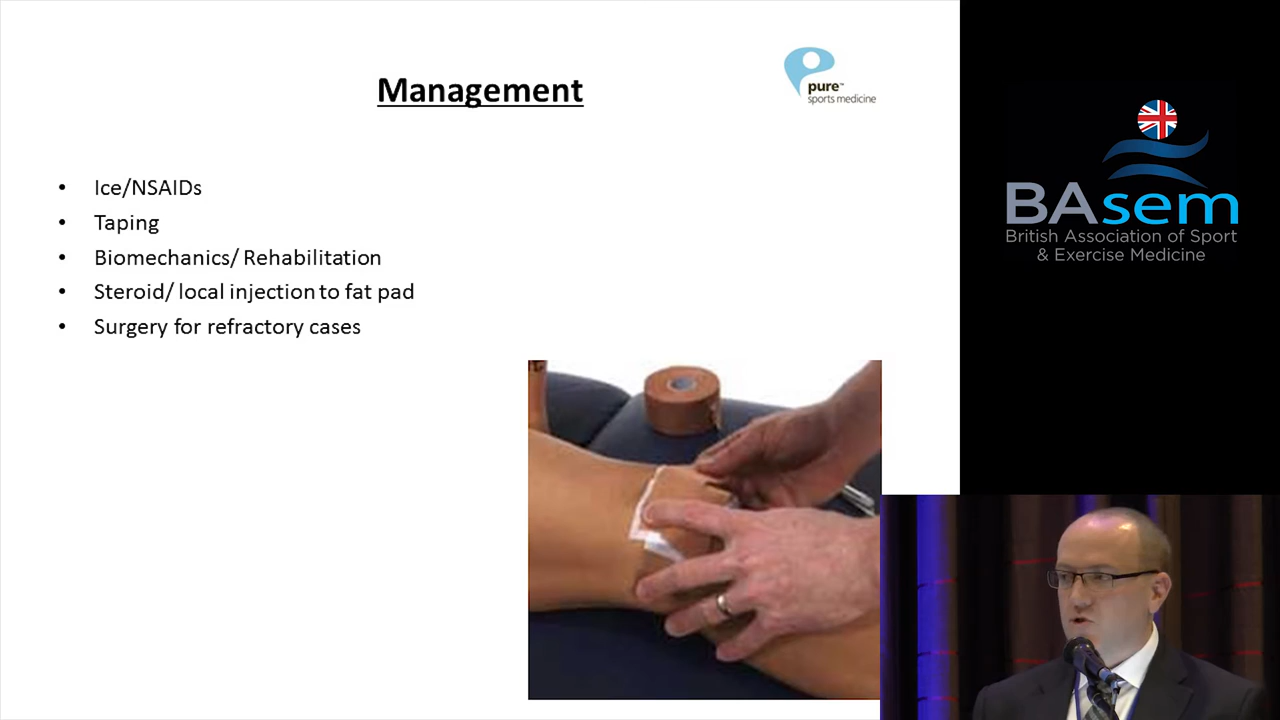 Management
pure™
sports medicine
• Ice/NSAIDs
• Taping
• Biomechanics/ Rehabilitation
• Steroid/ local injection to fat pad
• Surgery for refractory cases
BAsem
British Association of Sport
& Exercise Medicine